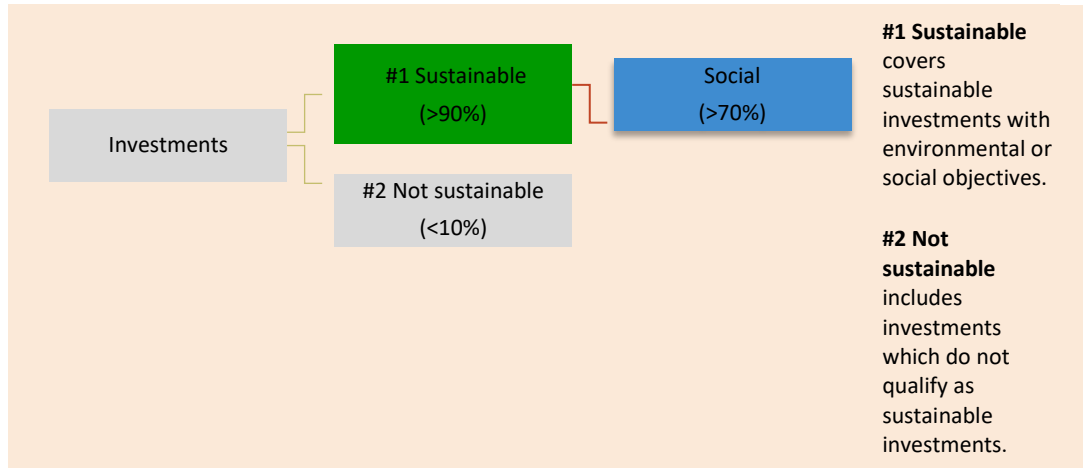 Investments
#1 Sustainable
(>90%)
Social
(>70%)
#2 Not sustainable
(<10%)
#1 Sustainable
covers
sustainable
investments with
environmental or
social objectives.
#2 Not
sustainable
includes
investments
which do not
qualify as
sustainable
investments.